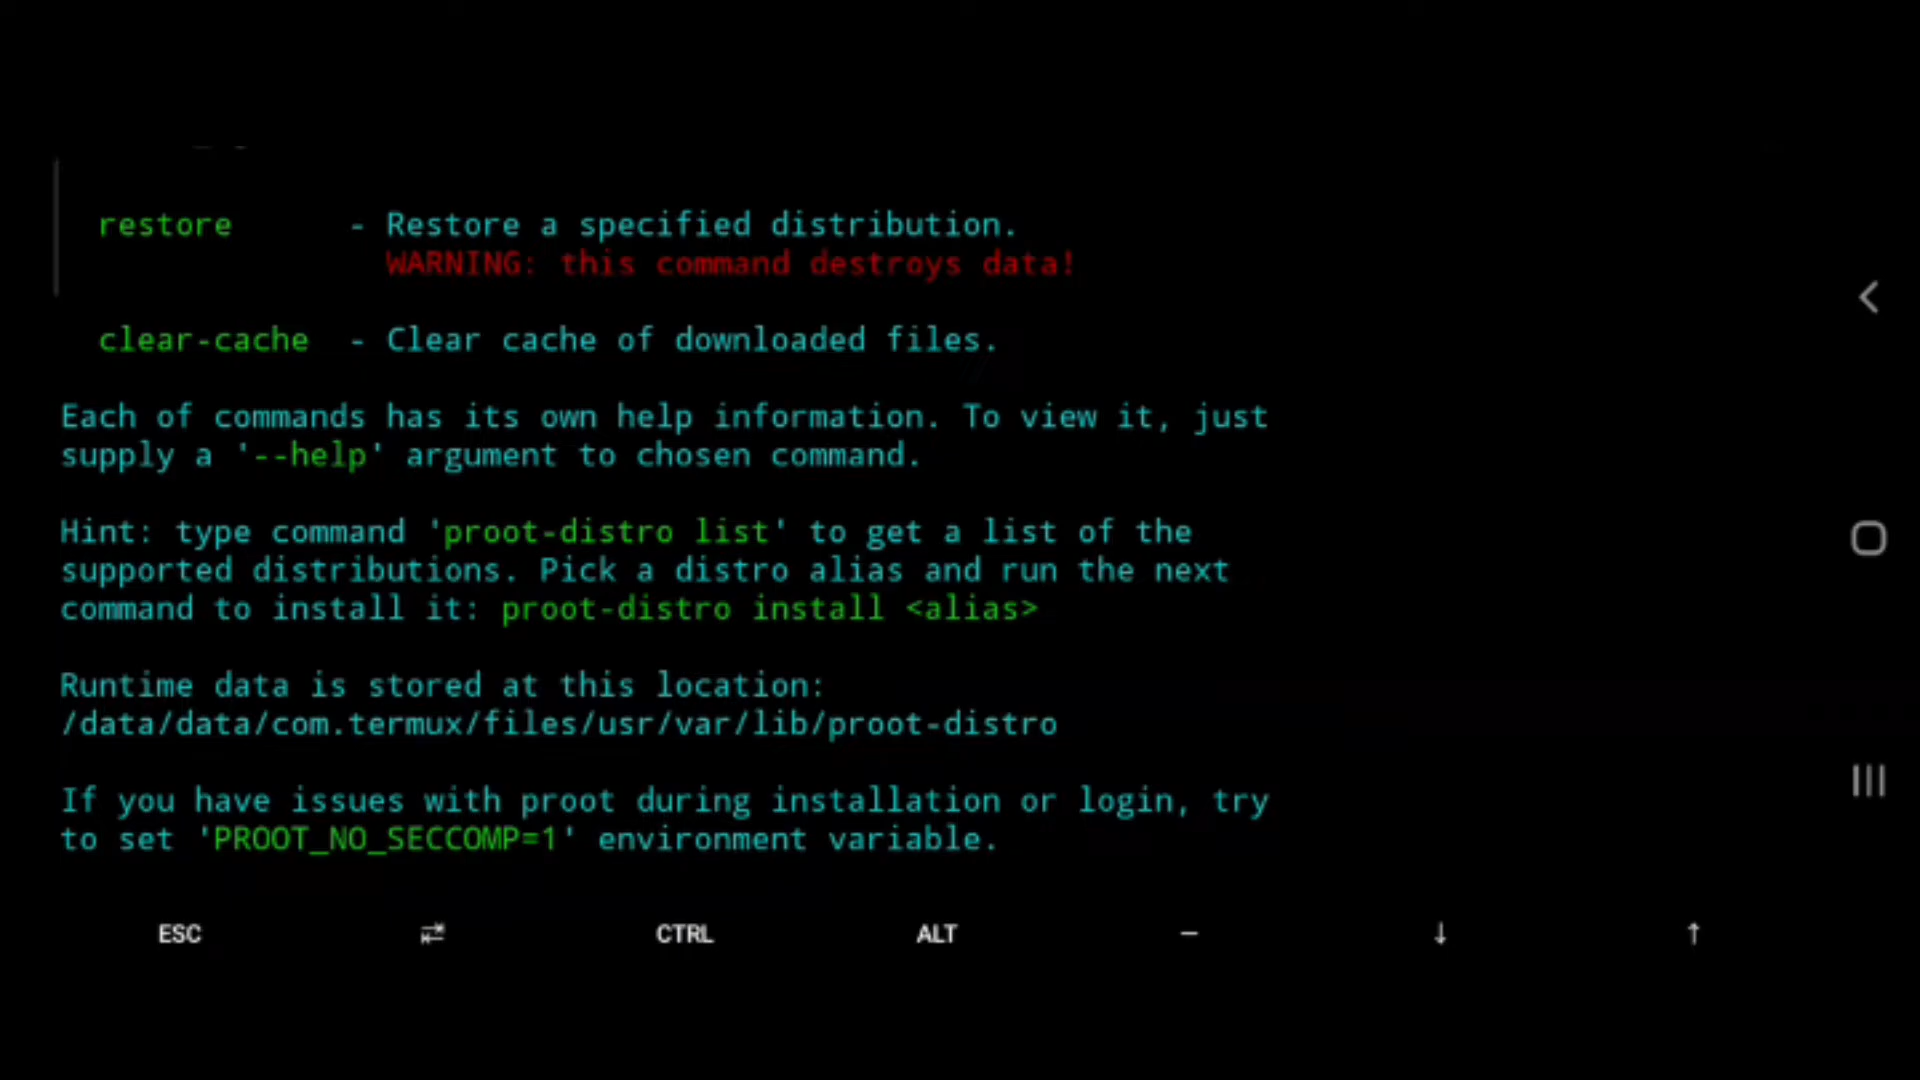 restore - Restore a specified distribution.
WARNING: this command destroys data!
clear-cache - Clear cache of downloaded files.
Each of commands has its own help information. To view it, just
supply a '--help' argument to chosen command.
Hint: type command 'proot-distro list' to get a list of the
supported distributions. Pick a distro alias and run the next
command to install it: proot-distro install <alias>
Runtime data is stored at this location:
/data/data/com.termux/files/usr/var/lib/proot-distro
If you have issues with proot during installation or login, try
to set 'PROOT_NO_SECCOMP=1' environment variable.
ESC ⇄ CTRL ALT — ↓ ↑